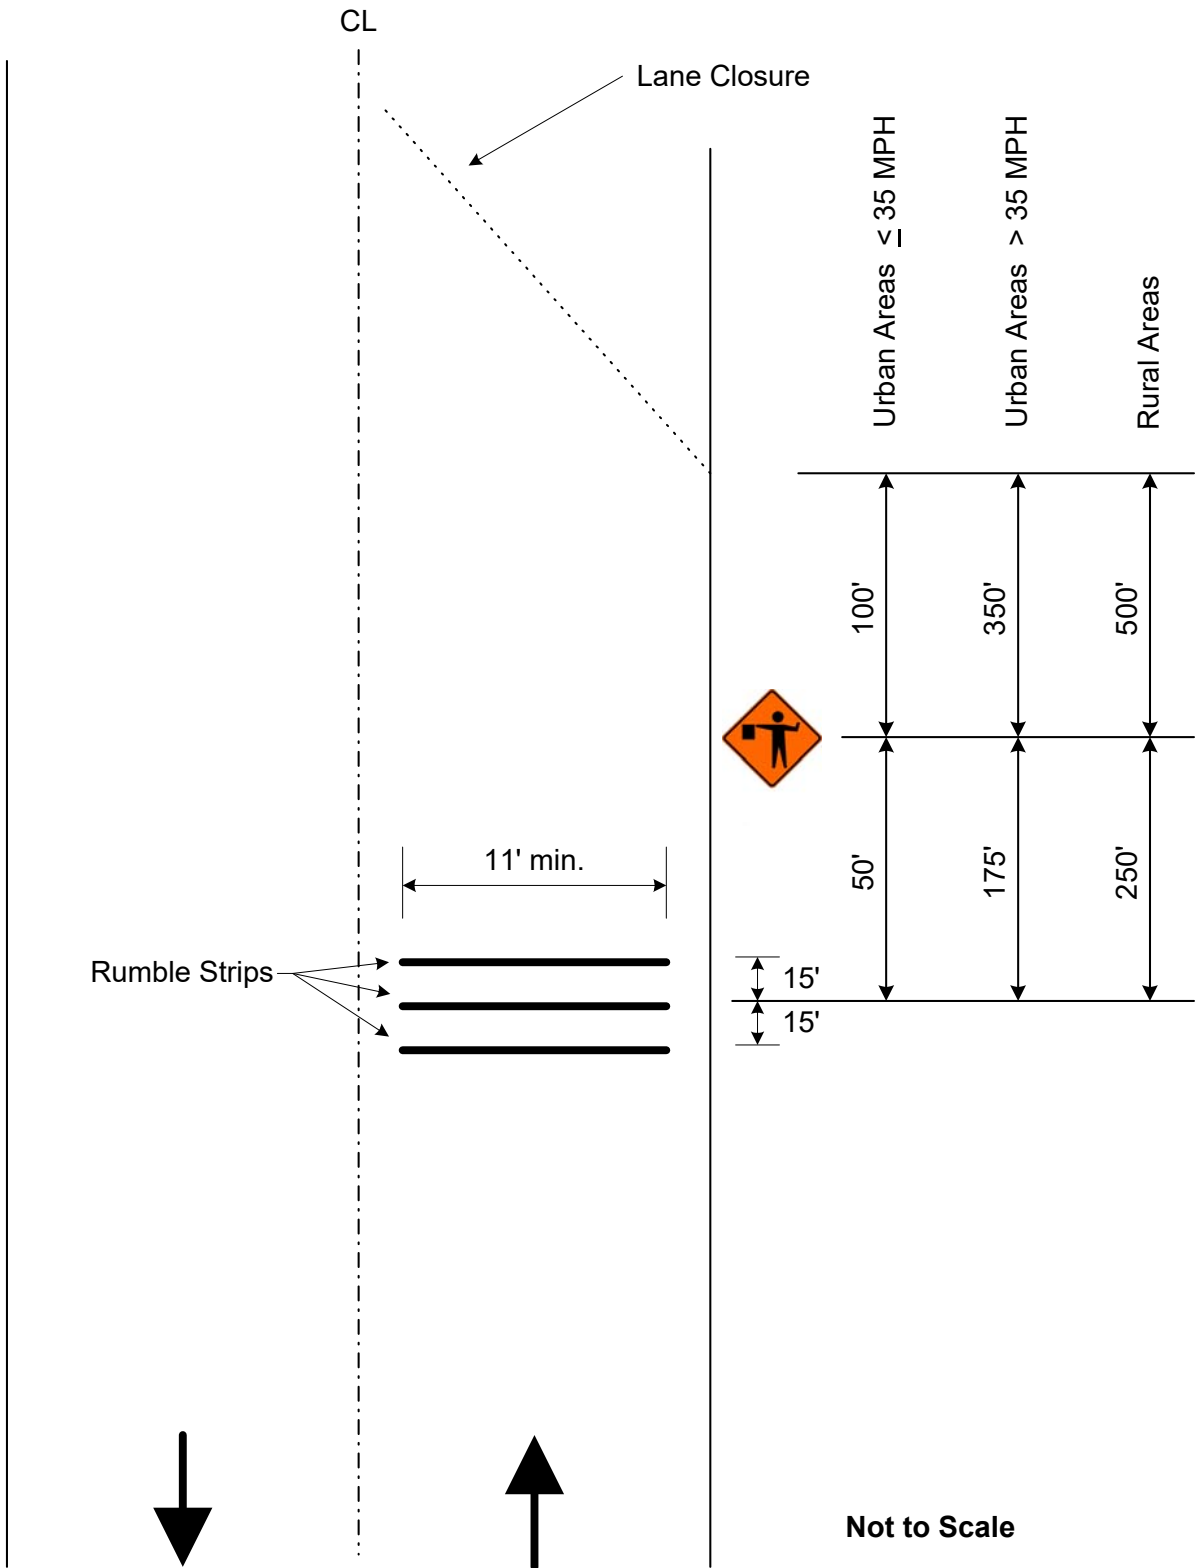 CL
Lane Closure
Urban Areas ≤ 35 MPH
Urban Areas > 35 MPH
Rural Areas
100'
350'
500'
11' min.
50'
175'
250'
Rumble Strips
15'
15'
Not to Scale